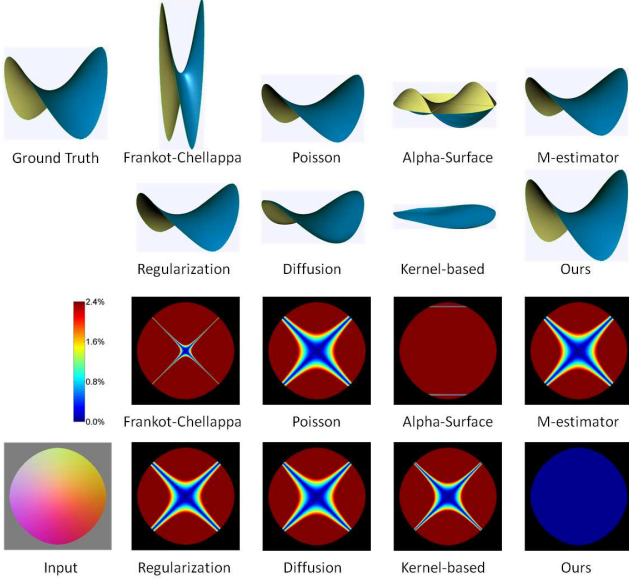 Ground Truth Frankot-Chellappa Poisson Alpha-Surface M-estimator
Regularization Diffusion Kernel-based Ours
2.4%
1.6%
0.8%
0.0%
Frankot-Chellappa Poisson Alpha-Surface M-estimator
Input Regularization Diffusion Kernel-based Ours